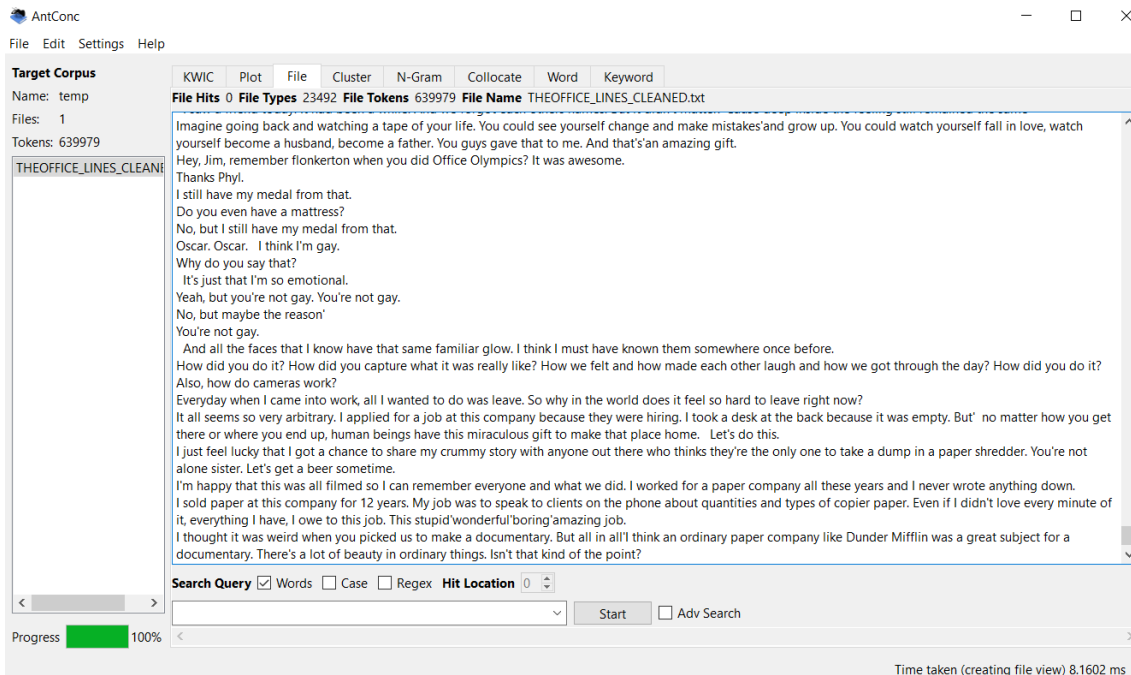 AntConc
File Edit Settings Help
Target Corpus
Name: temp
Files: 1
Tokens: 639979
THEOFFICE_LINES_CLEANE
Progress 100%
KWIC Plot File Cluster N-Gram Collocate Word Keyword
File Hits 0 File Types 23492 File Tokens 639979 File Name THEOFFICE_LINES_CLEANED.txt
Imagine going back and watching a tape of your life. You could see yourself change and make mistakes'and grow up. You could watch yourself fall in love, watch
yourself become a husband, become a father. You guys gave that to me. And that's'an amazing gift.
Hey, Jim, remember flonkerton when you did Office Olympics? It was awesome.
Thanks Phyl.
I still have my medal from that.
Do you even have a mattress?
No, but I still have my medal from that.
Oscar. Oscar.   I think I'm gay.
Why do you say that?
  It's just that I'm so emotional.
Yeah, but you're not gay. You're not gay.
No, but maybe the reason'
You're not gay.
  And all the faces that I know have that same familiar glow. I think I must have known them somewhere once before.
How did you do it? How did you capture what it was really like? How we felt and how made each other laugh and how we got through the day? How did you do it?
Also, how do cameras work?
Everyday when I came into work, all I wanted to do was leave. So why in the world does it feel so hard to leave right now?
It all seems so very arbitrary. I applied for a job at this company because they were hiring. I took a desk at the back because it was empty. But'  no matter how you get
there or where you end up, human beings have this miraculous gift to make that place home.   Let's do this.
I just feel lucky that I got a chance to share my crummy story with anyone out there who thinks they're the only one to take a dump in a paper shredder. You're not
alone sister. Let's get a beer sometime.
I'm happy that this was all filmed so I can remember everyone and what we did. I worked for a paper company all these years and I never wrote anything down.
I sold paper at this company for 12 years. My job was to speak to clients on the phone about quantities and types of copier paper. Even if I didn't love every minute of
it, everything I have, I owe to this job. This stupid'wonderful'boring'amazing job.
I thought it was weird when you picked us to make a documentary. But all in all'I think an ordinary paper company like Dunder Mifflin was a great subject for a
documentary. There's a lot of beauty in ordinary things. Isn't that kind of the point?
Search Query Words Case Regex Hit Location 0
Start Adv Search
Time taken (creating file view) 8.1602 ms